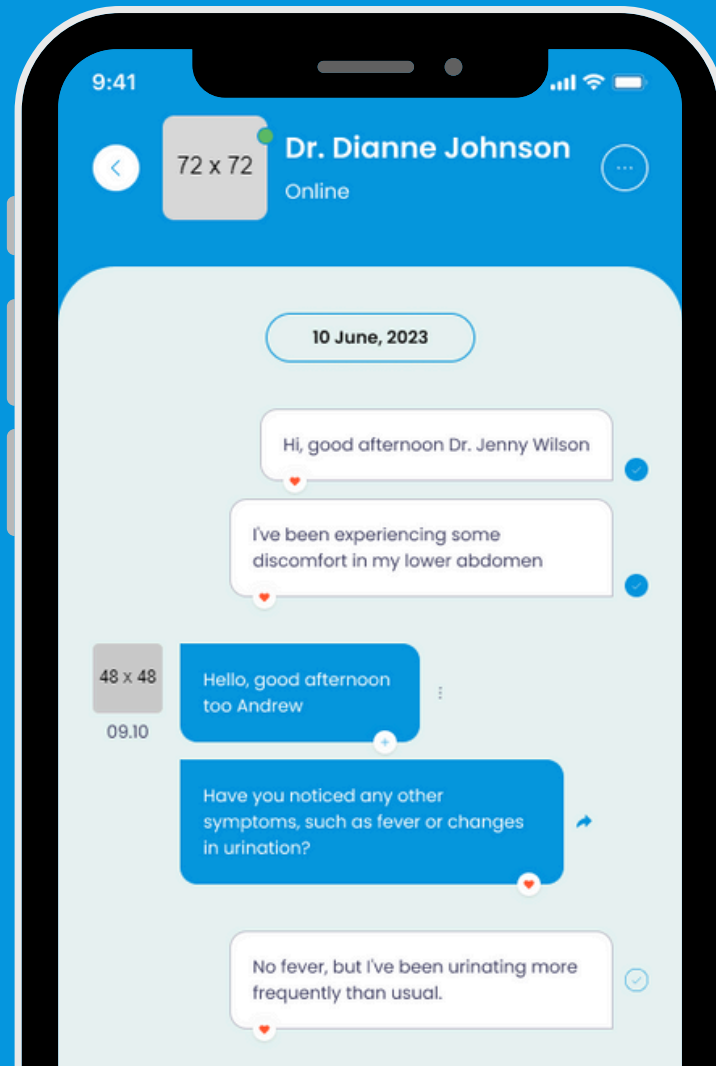 9:41
72 x 72
Dr. Dianne Johnson
Online
10 June, 2023
Hi, good afternoon Dr. Jenny Wilson
I've been experiencing some
discomfort in my lower abdomen
48 x 48
09.10
Hello, good afternoon
too Andrew
Have you noticed any other
symptoms, such as fever or changes
in urination?
No fever, but I've been urinating more
frequently than usual.